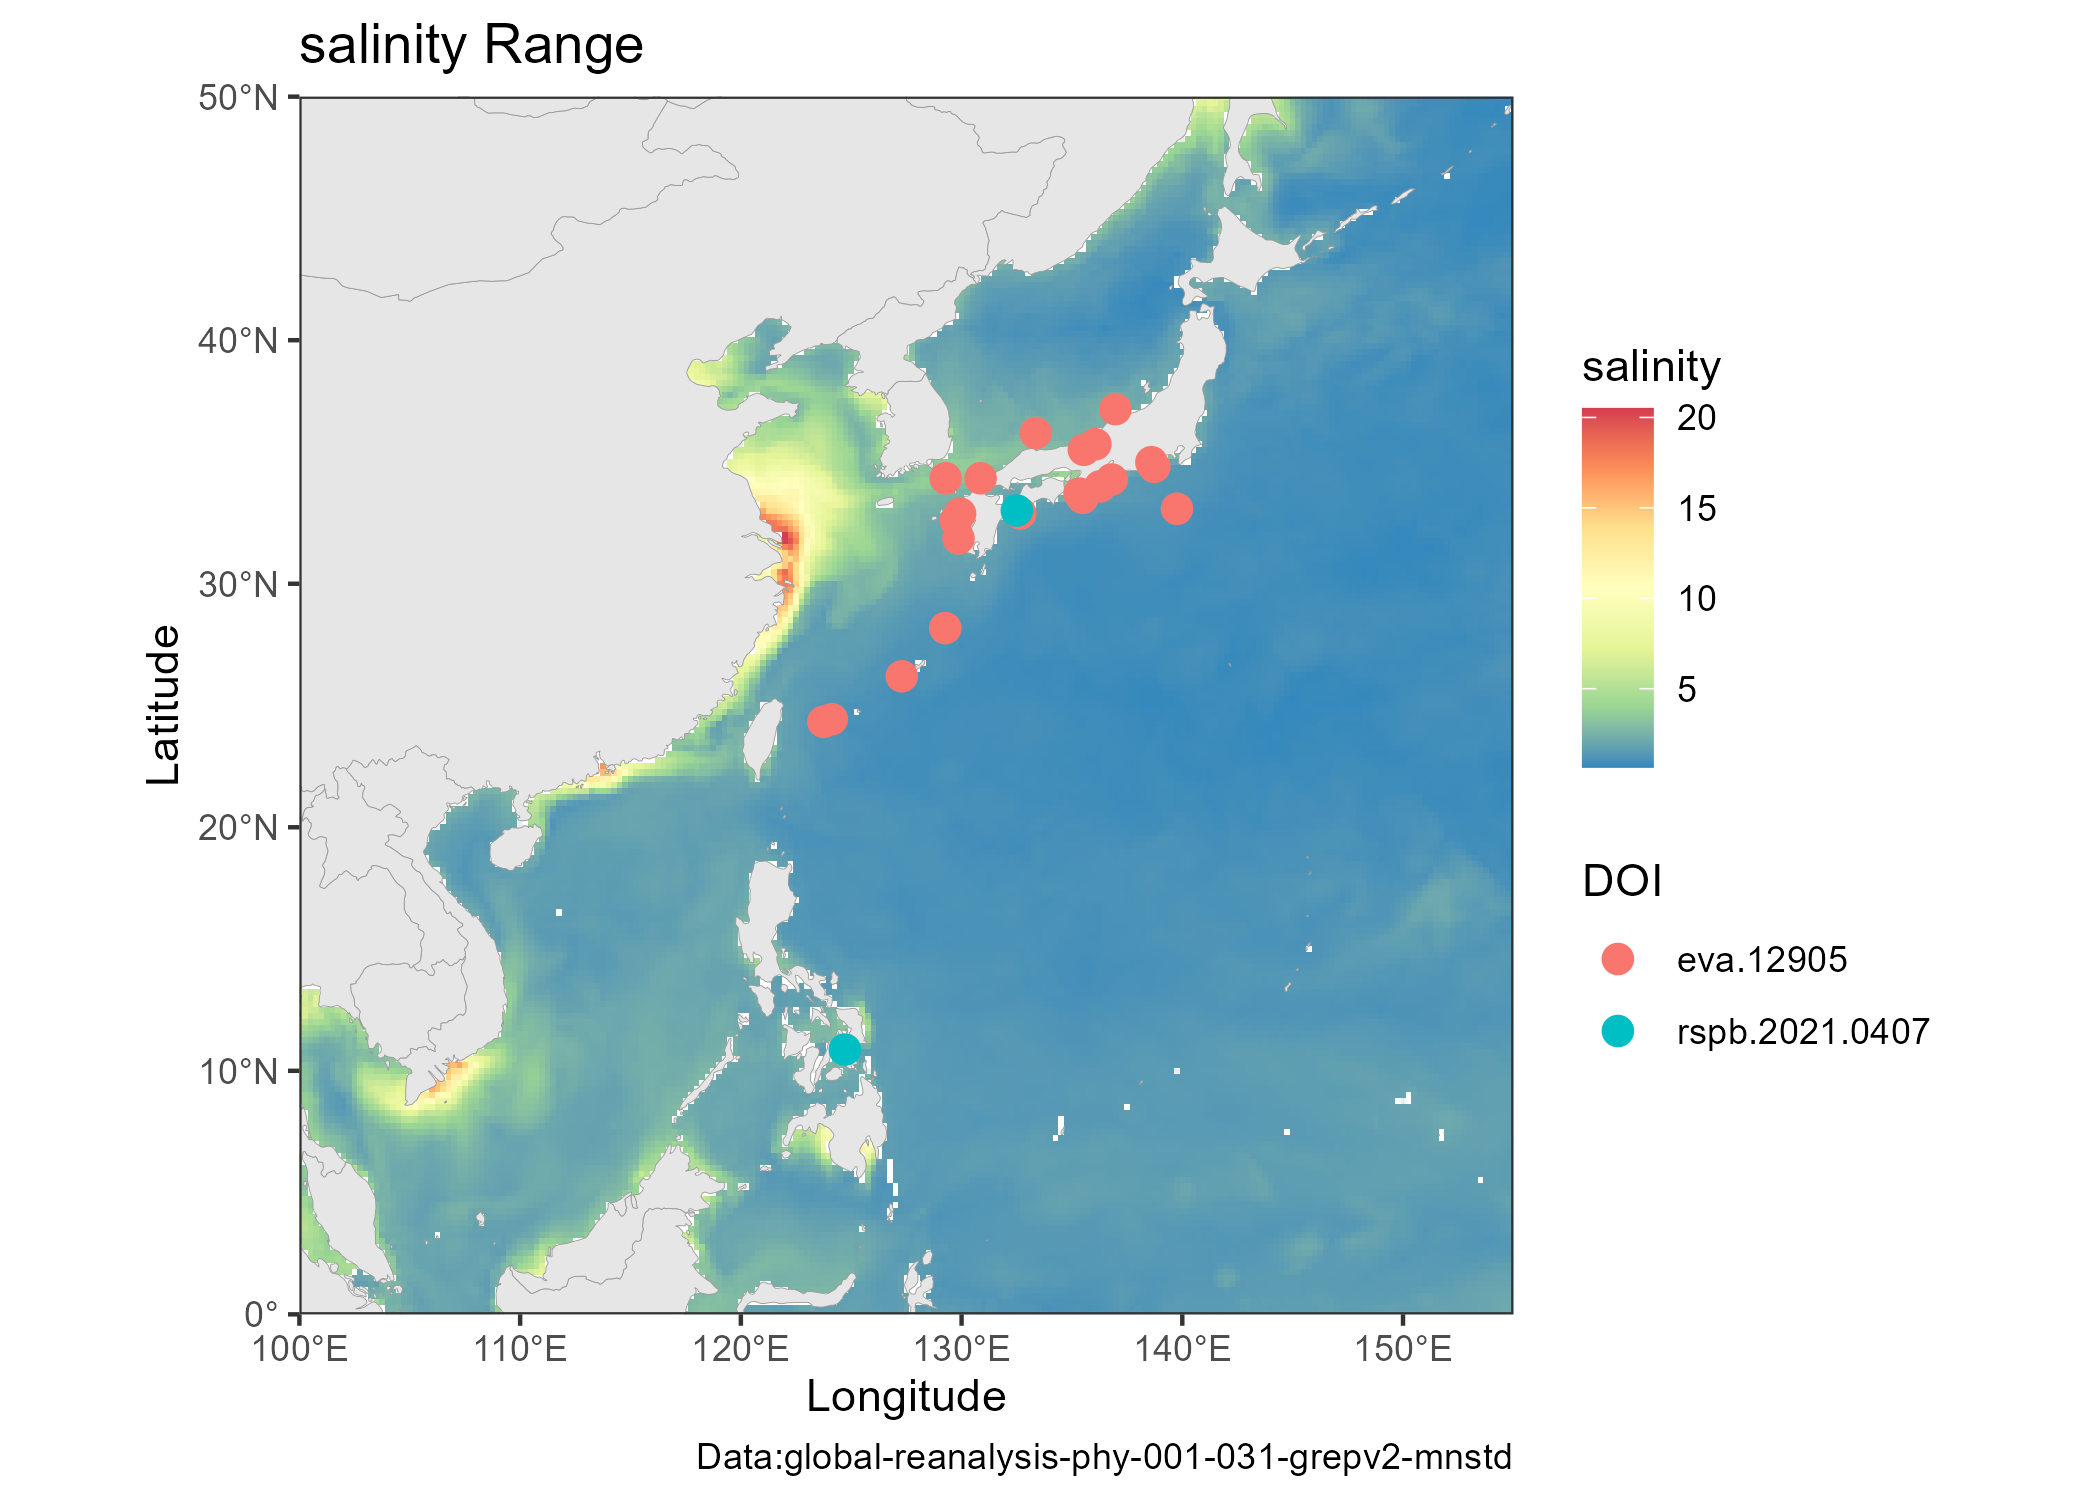 salinity Range
50°N
40°N
30°N
20°N
10°N
0°
Latitude
100°E 110°E 120°E 130°E 140°E 150°E
Longitude
Data:global-reanalysis-phy-001-031-grepv2-mnstd
salinity
20
15
10
5
DOI
eva.12905
rspb.2021.0407